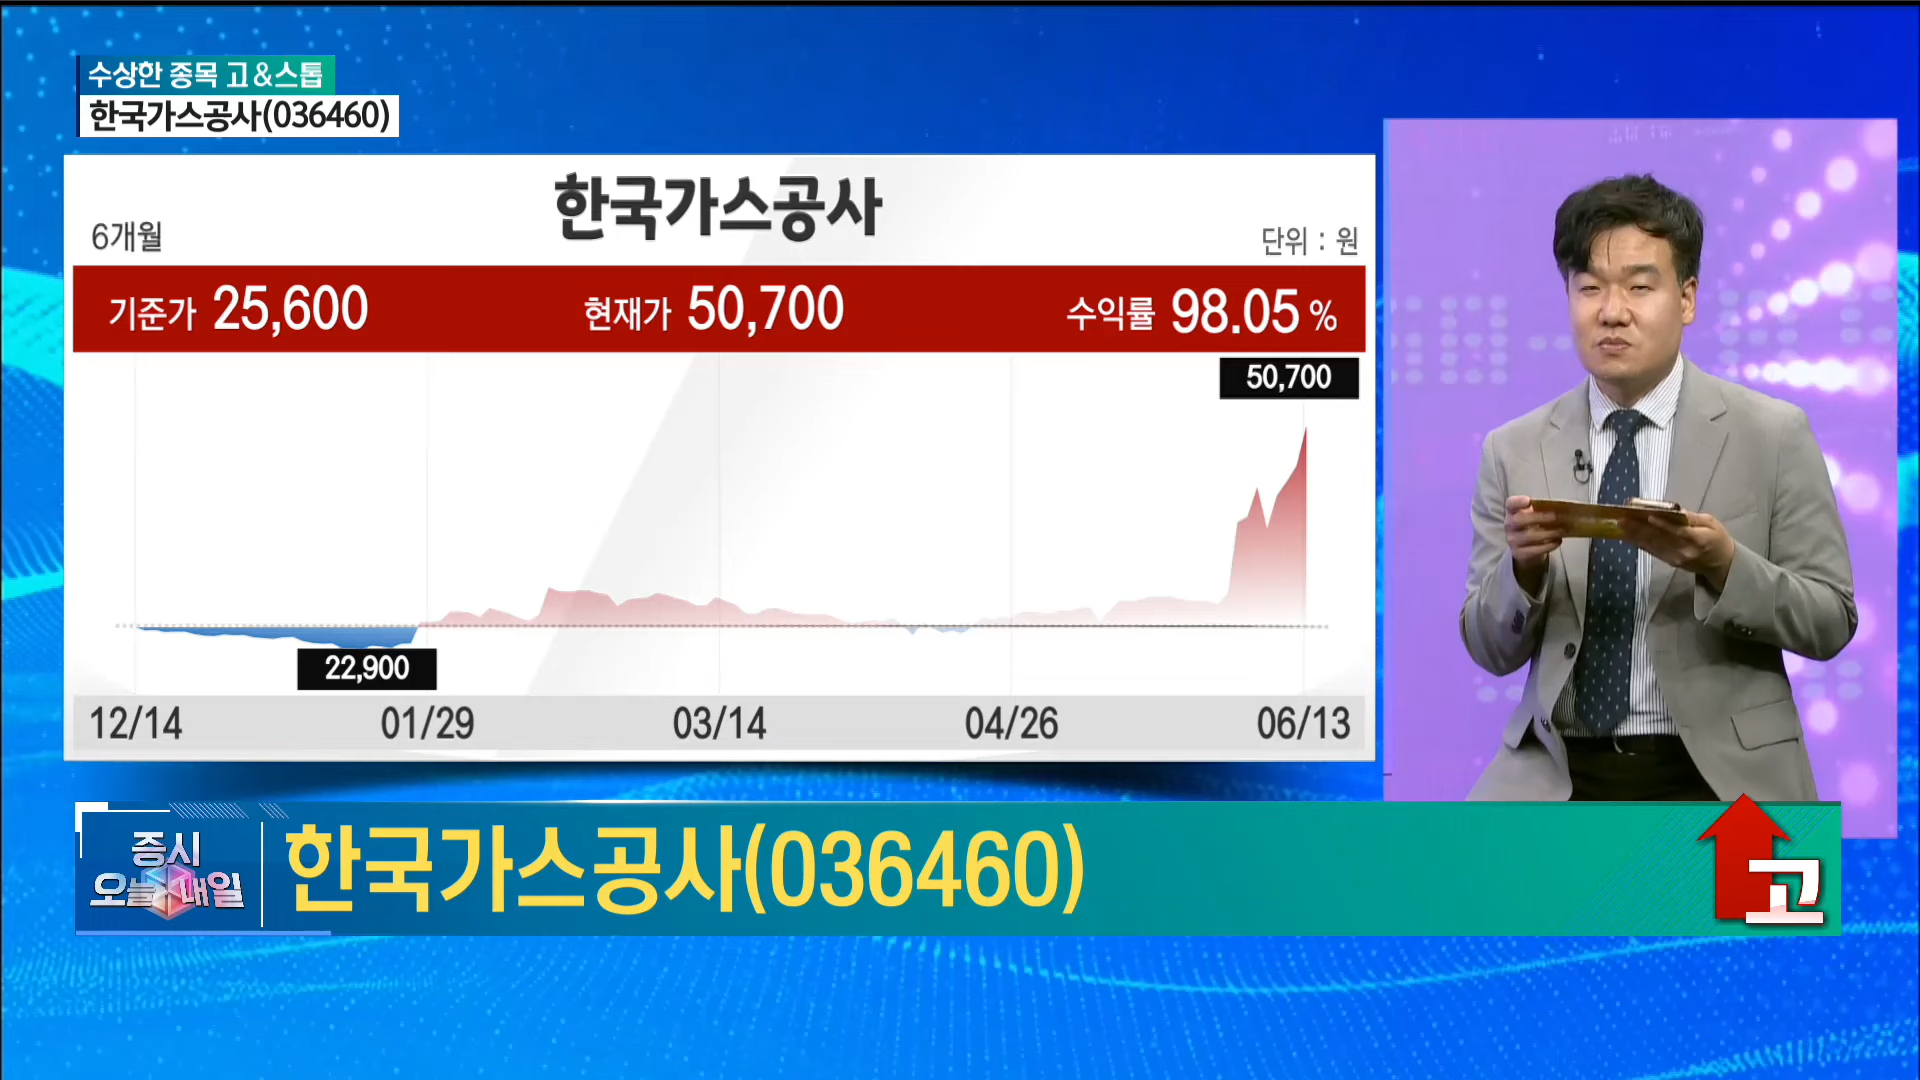 수상한 종목 고&스톱
한국가스공사(036460)
한국가스공사
6개월
단위 : 원
기준가 25,600 현재가 50,700 수익률 98.05 %
50,700
22,900
12/14 01/29 03/14 04/26 06/13
증시
오늘 내일
한국가스공사(036460)
고